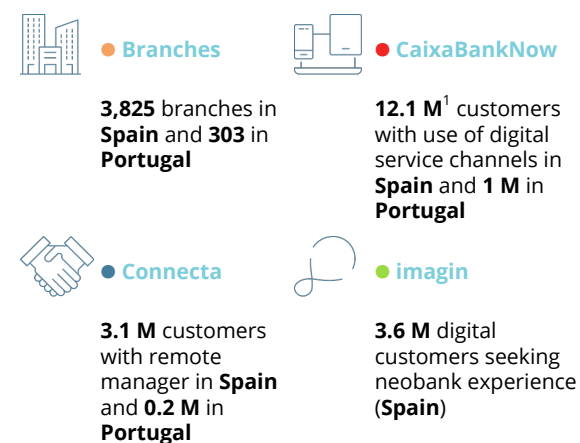 Branches
3,825 branches in
Spain and 303 in
Portugal
CaixaBankNow
12.1 M¹ customers
with use of digital
service channels in
Spain and 1 M in
Portugal
Connecta
3.1 M customers
with remote
manager in Spain
and 0.2 M in
Portugal
imagin
3.6 M digital
customers seeking
neobank experience
(Spain)